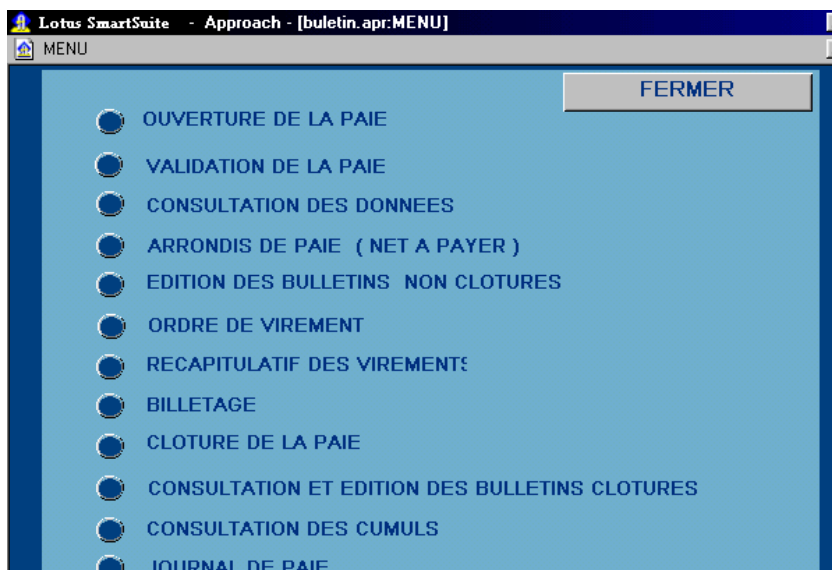 Lotus SmartSuite - Approach - [buletin.apr:MENU]
MENU
FERMER
OUVERTURE DE LA PAIE
VALIDATION DE LA PAIE
CONSULTATION DES DONNEES
ARRONDIS DE PAIE ( NET A PAYER )
EDITION DES BULLETINS NON CLOTURES
ORDRE DE VIREMENT
RECAPITULATIF DES VIREMENTS
BILLETAGE
CLOTURE DE LA PAIE
CONSULTATION ET EDITION DES BULLETINS CLOTURES
CONSULTATION DES CUMULS
JOURNAL DE PAIE